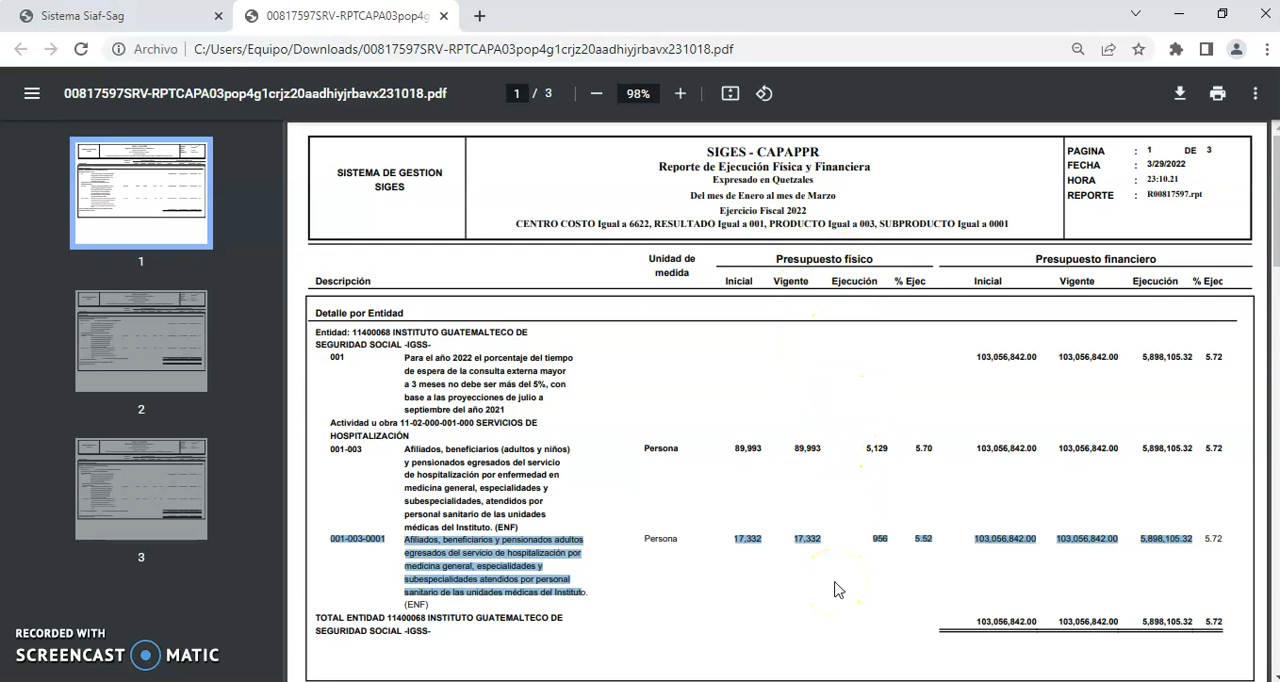 Sistema Siaf-Sag
00817597SRV-RPTCAPA03pop4g
Archivo
C:/Users/Equipo/Downloads/00817597SRV-RPTCAPA03pop4g1crjz20aadhiyjrbavx231018.pdf
00817597SRV-RPTCAPA03pop4g1crjz20aadhiyjrbavx231018.pdf
1 / 3
98%
1
2
3
SISTEMA DE GESTION
SIGES
SIGES - CAPAPPR
Reporte de Ejecución Física y Financiera
Expresado en Quetzales
Del mes de Enero al mes de Marzo
Ejercicio Fiscal 2022
CENTRO COSTO Igual a 6622, RESULTADO Igual a 001, PRODUCTO Igual a 003, SUBPRODUCTO Igual a 0001
PAGINA : 1 DE 3
FECHA : 3/29/2022
HORA : 23:10.21
REPORTE : R00817597.rpt
Unidad de
medida
Presupuesto físico
Presupuesto financiero
Descripción
Inicial Vigente Ejecución % Ejec
Inicial Vigente Ejecución % Ejec
Detalle por Entidad
Entidad: 11400068 INSTITUTO GUATEMALTECO DE
SEGURIDAD SOCIAL -IGSS-
001 Para el año 2022 el porcentaje del tiempo 103,056,842.00 103,056,842.00 5,898,105.32 5.72
de espera de la consulta externa mayor
a 3 meses no debe ser más del 5%, con
base a las proyecciones de julio a
septiembre del año 2021
Actividad u obra 11-02-000-001-000 SERVICIOS DE
HOSPITALIZACIÓN
001-003 Afiliados, beneficiarios (adultos y niños) Persona 89,993 89,993 5,129 5.70 103,056,842.00 103,056,842.00 5,898,105.32 5.72
y pensionados egresados del servicio
de hospitalización por enfermedad en
medicina general, especialidades y
subespecialidades, atendidos por
personal sanitario de las unidades
médicas del Instituto. (ENF)
001-003-0001 Afiliados, beneficiarios y pensionados adultos Persona 17,332 17,332 956 5.52 103,056,842.00 103,056,842.00 5,898,105.32 5.72
egresados del servicio de hospitalización por
medicina general, especialidades y
subespecialidades atendidos por personal
sanitario de las unidades médicas del Instituto.
(ENF)
TOTAL ENTIDAD 11400068 INSTITUTO GUATEMALTECO DE 103,056,842.00 103,056,842.00 5,898,105.32 5.72
SEGURIDAD SOCIAL -IGSS-
RECORDED WITH
SCREENCAST MATIC